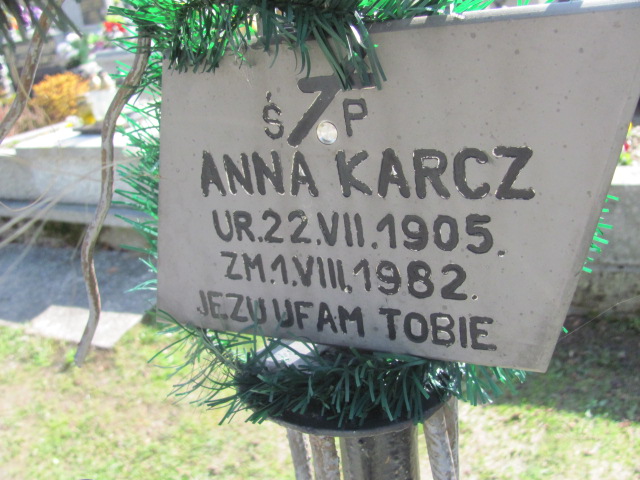 Ś P
ANNA KARCZ
UR.22.VII.1905.
ZM.1.VIII.1982.
JEZU UFAM TOBIE